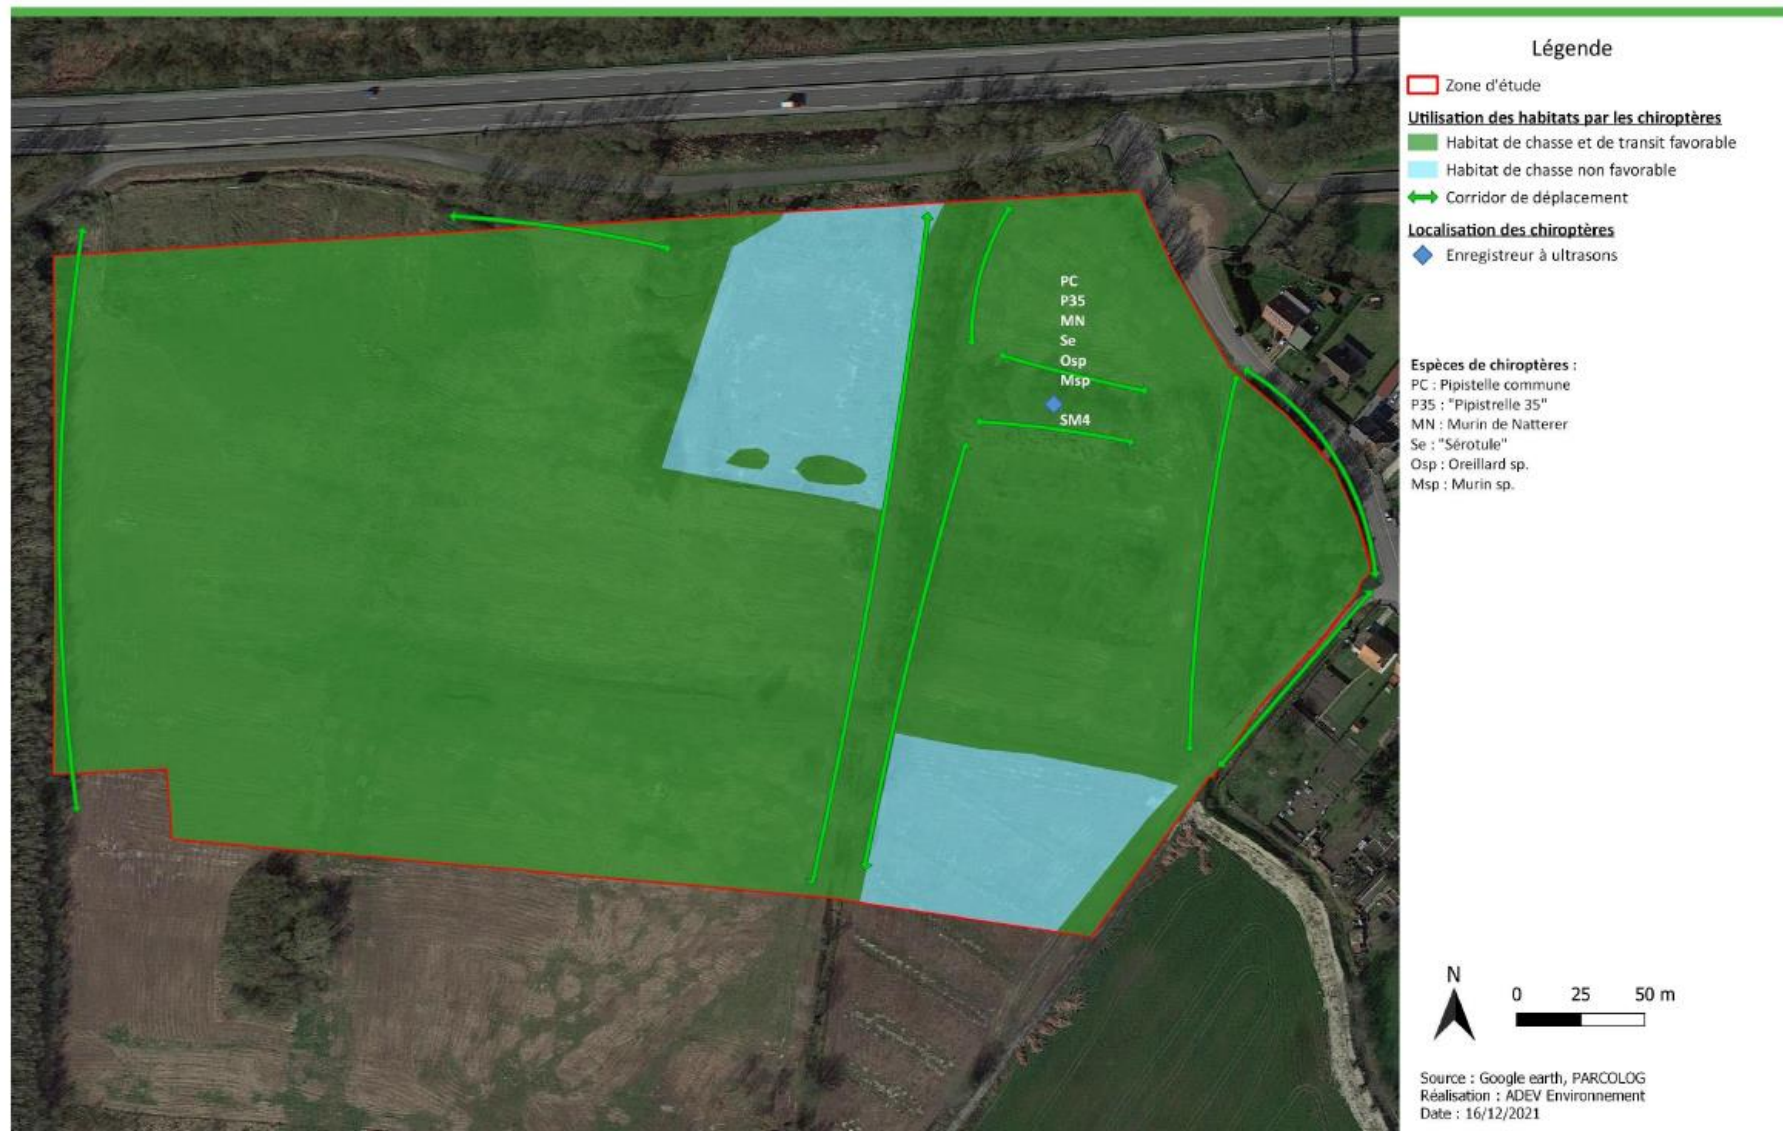 PC
P35
MN
Se
Osp
Msp
SM4
Légende
Zone d'étude
Utilisation des habitats par les chiroptères
Habitat de chasse et de transit favorable
Habitat de chasse non favorable
Corridor de déplacement
Localisation des chiroptères
Enregistreur à ultrasons
Espèces de chiroptères :
PC : Pipistelle commune
P35 : "Pipistrelle 35"
MN : Murin de Natterer
Se : "Sérotule"
Osp : Oreillard sp.
Msp : Murin sp.
N
0 25 50 m
Source : Google earth, PARCOLOG
Réalisation : ADEV Environnement
Date : 16/12/2021